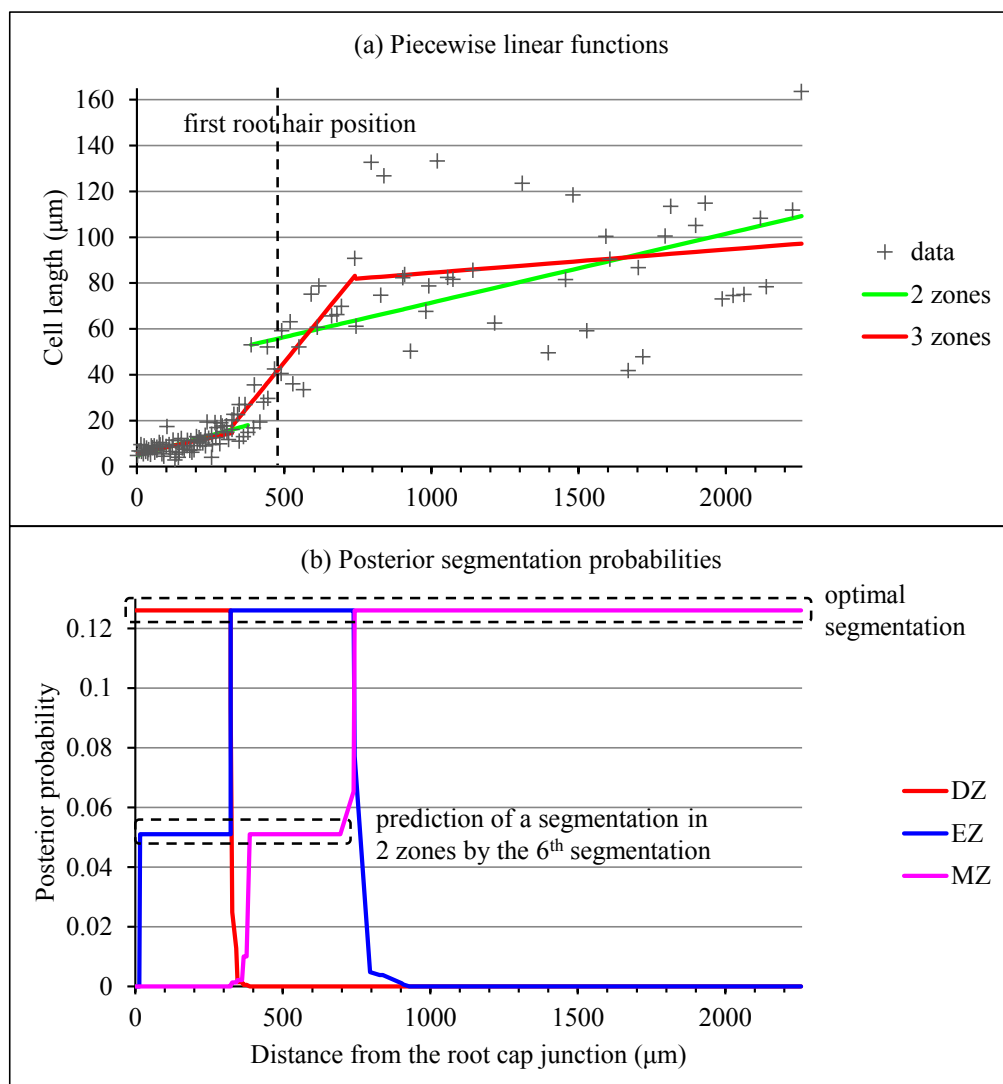 (a) Piecewise linear functions
160
140
120
100
80
60
40
20
0
Cell length (µm)
first root hair position
0 500 1000 1500 2000
data
2 zones
3 zones
(b) Posterior segmentation probabilities
0.12
0.1
0.08
0.06
0.04
0.02
0
Posterior probability
optimal
segmentation
prediction of a segmentation in
2 zones by the 6th segmentation
DZ
EZ
MZ
0 500 1000 1500 2000
Distance from the root cap junction (µm)